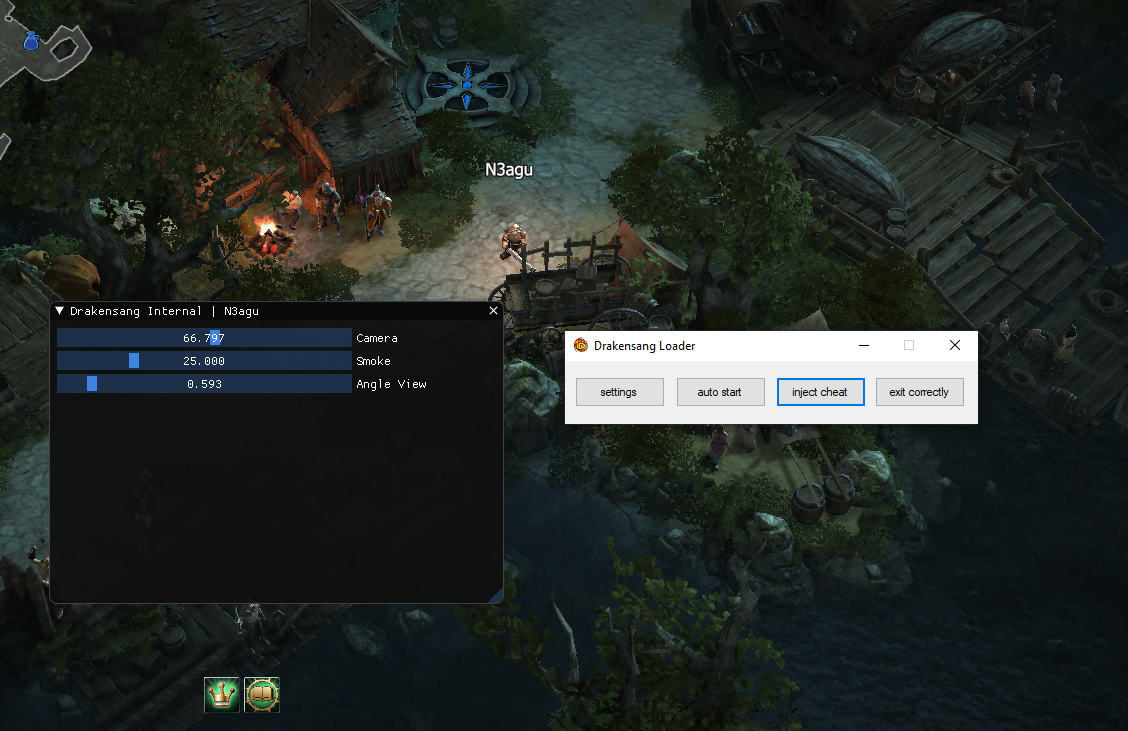 N3agu
Drakensang Internal | N3agu
66.797 Camera
25.000 Smoke
0.593 Angle View
Drakensang Loader
settings auto start inject cheat exit correctly